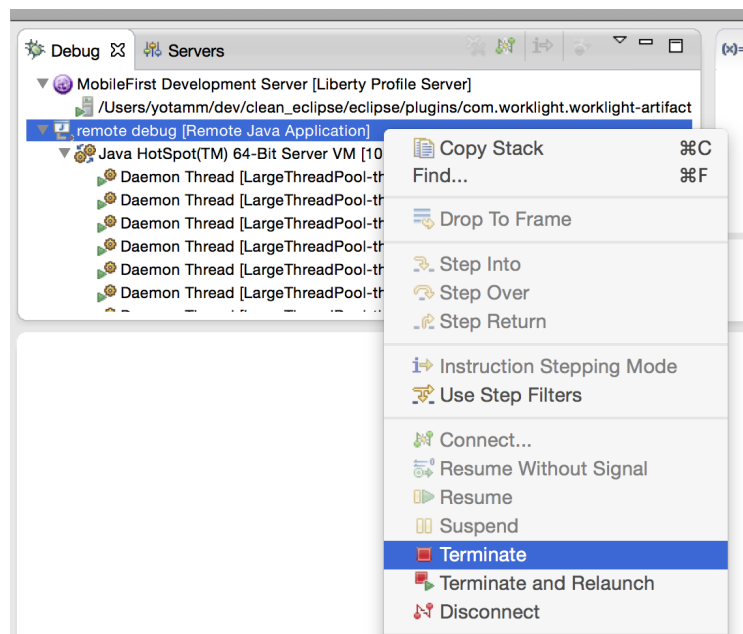 Debug
Servers
(x)=
MobileFirst Development Server [Liberty Profile Server]
/Users/yotamm/dev/clean_eclipse/eclipse/plugins/com.worklight.worklight-artifact
remote debug [Remote Java Application]
Java HotSpot(TM) 64-Bit Server VM [10
Daemon Thread [LargeThreadPool-th
Daemon Thread [LargeThreadPool-th
Daemon Thread [LargeThreadPool-th
Daemon Thread [LargeThreadPool-th
Daemon Thread [LargeThreadPool-th
Daemon Thread [LargeThreadPool-th
Copy Stack ⌘C
Find... ⌘F
Drop To Frame
Step Into
Step Over
Step Return
Instruction Stepping Mode
Use Step Filters
Connect...
Resume Without Signal
Resume
Suspend
Terminate
Terminate and Relaunch
Disconnect